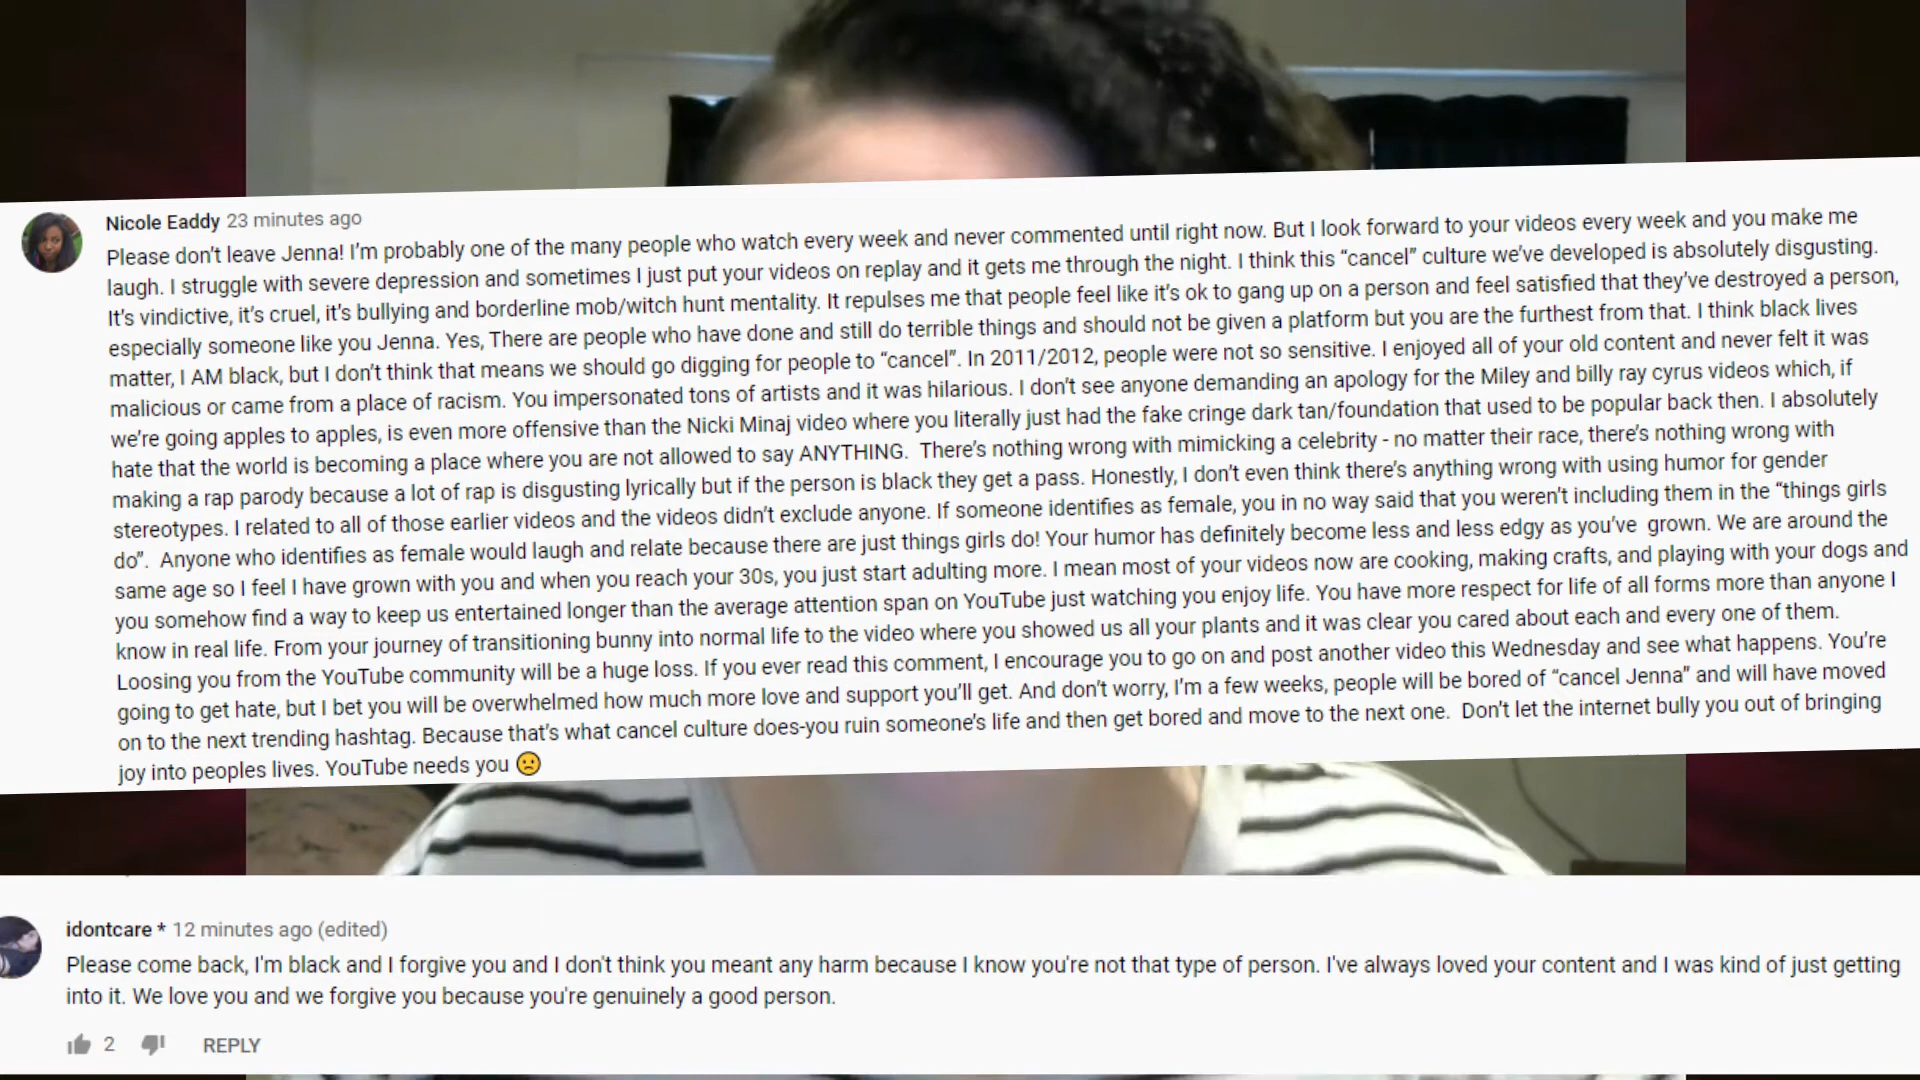 Nicole Eaddy 23 minutes ago
Please don't leave Jenna! I'm probably one of the many people who watch every week and never commented until right now. But I look forward to your videos every week and you make me
laugh. I struggle with severe depression and sometimes I just put your videos on replay and it gets me through the night. I think this “cancel” culture we've developed is absolutely disgusting.
It's vindictive, it's cruel, it's bullying and borderline mob/witch hunt mentality. It repulses me that people feel like it's ok to gang up on a person and feel satisfied that they've destroyed a person,
especially someone like you Jenna. Yes, There are people who have done and still do terrible things and should not be given a platform but you are the furthest from that. I think black lives
matter, I AM black, but I don't think that means we should go digging for people to “cancel”. In 2011/2012, people were not so sensitive. I enjoyed all of your old content and never felt it was
malicious or came from a place of racism. You impersonated tons of artists and it was hilarious. I don't see anyone demanding an apology for the Miley and billy ray cyrus videos which, if
we're going apples to apples, is even more offensive than the Nicki Minaj video where you literally just had the fake cringe dark tan/foundation that used to be popular back then. I absolutely
hate that the world is becoming a place where you are not allowed to say ANYTHING. There's nothing wrong with mimicking a celebrity - no matter their race, there's nothing wrong with
making a rap parody because a lot of rap is disgusting lyrically but if the person is black they get a pass. Honestly, I don't even think there's anything wrong with using humor for gender
stereotypes. I related to all of those earlier videos and the videos didn't exclude anyone. If someone identifies as female, you in no way said that you weren't including them in the “things girls
do”. Anyone who identifies as female would laugh and relate because there are just things girls do! Your humor has definitely become less and less edgy as you've grown. We are around the
same age so I feel I have grown with you and when you reach your 30s, you just start adulting more. I mean most of your videos now are cooking, making crafts, and playing with your dogs and
you somehow find a way to keep us entertained longer than the average attention span on YouTube just watching you enjoy life. You have more respect for life of all forms more than anyone I
know in real life. From your journey of transitioning bunny into normal life to the video where you showed us all your plants and it was clear you cared about each and every one of them.
Loosing you from the YouTube community will be a huge loss. If you ever read this comment, I encourage you to go on and post another video this Wednesday and see what happens. You're
going to get hate, but I bet you will be overwhelmed how much more love and support you'll get. And don't worry, I'm a few weeks, people will be bored of “cancel Jenna” and will have moved
on to the next trending hashtag. Because that's what cancel culture does-you ruin someone's life and then get bored and move to the next one. Don't let the internet bully you out of bringing
joy into peoples lives. YouTube needs you 🙁
idontcare * 12 minutes ago (edited)
Please come back, I'm black and I forgive you and I don't think you meant any harm because I know you're not that type of person. I've always loved your content and I was kind of just getting
into it. We love you and we forgive you because you're genuinely a good person.
2 REPLY